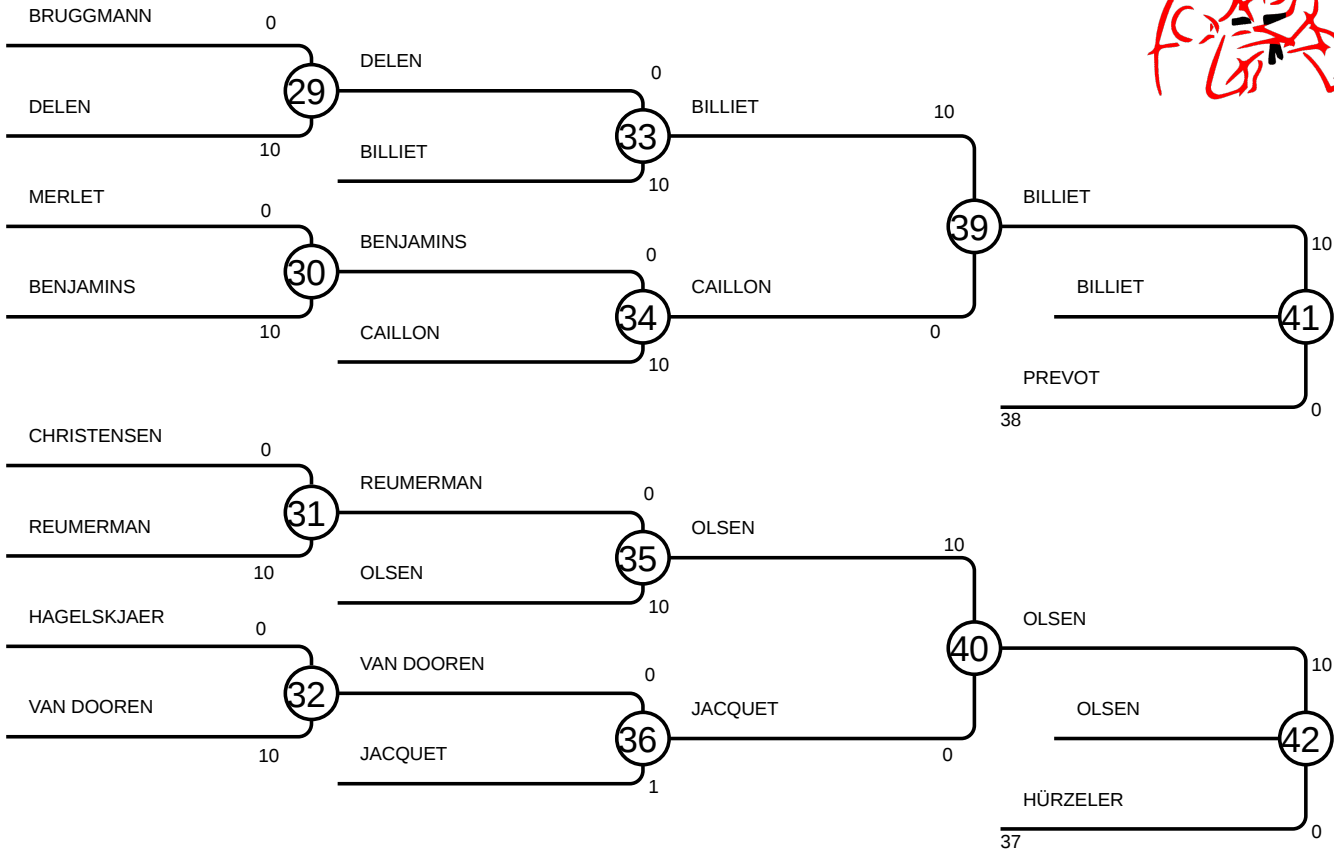 BRUGGMANN
0
29
DELEN
10
DELEN
0
33
BILLIET
10
MERLET
0
30
BENJAMINS
10
BENJAMINS
0
34
CAILLON
10
BILLIET
10
39
CAILLON
0
BILLIET
10
BILLIET
41
PREVOT
38
0
CHRISTENSEN
0
31
REUMERMAN
10
REUMERMAN
0
35
OLSEN
10
HAGELSKJAER
0
32
VAN DOOREN
10
VAN DOOREN
0
36
JACQUET
1
OLSEN
10
40
JACQUET
0
OLSEN
10
OLSEN
42
HÜRZELER
37
0